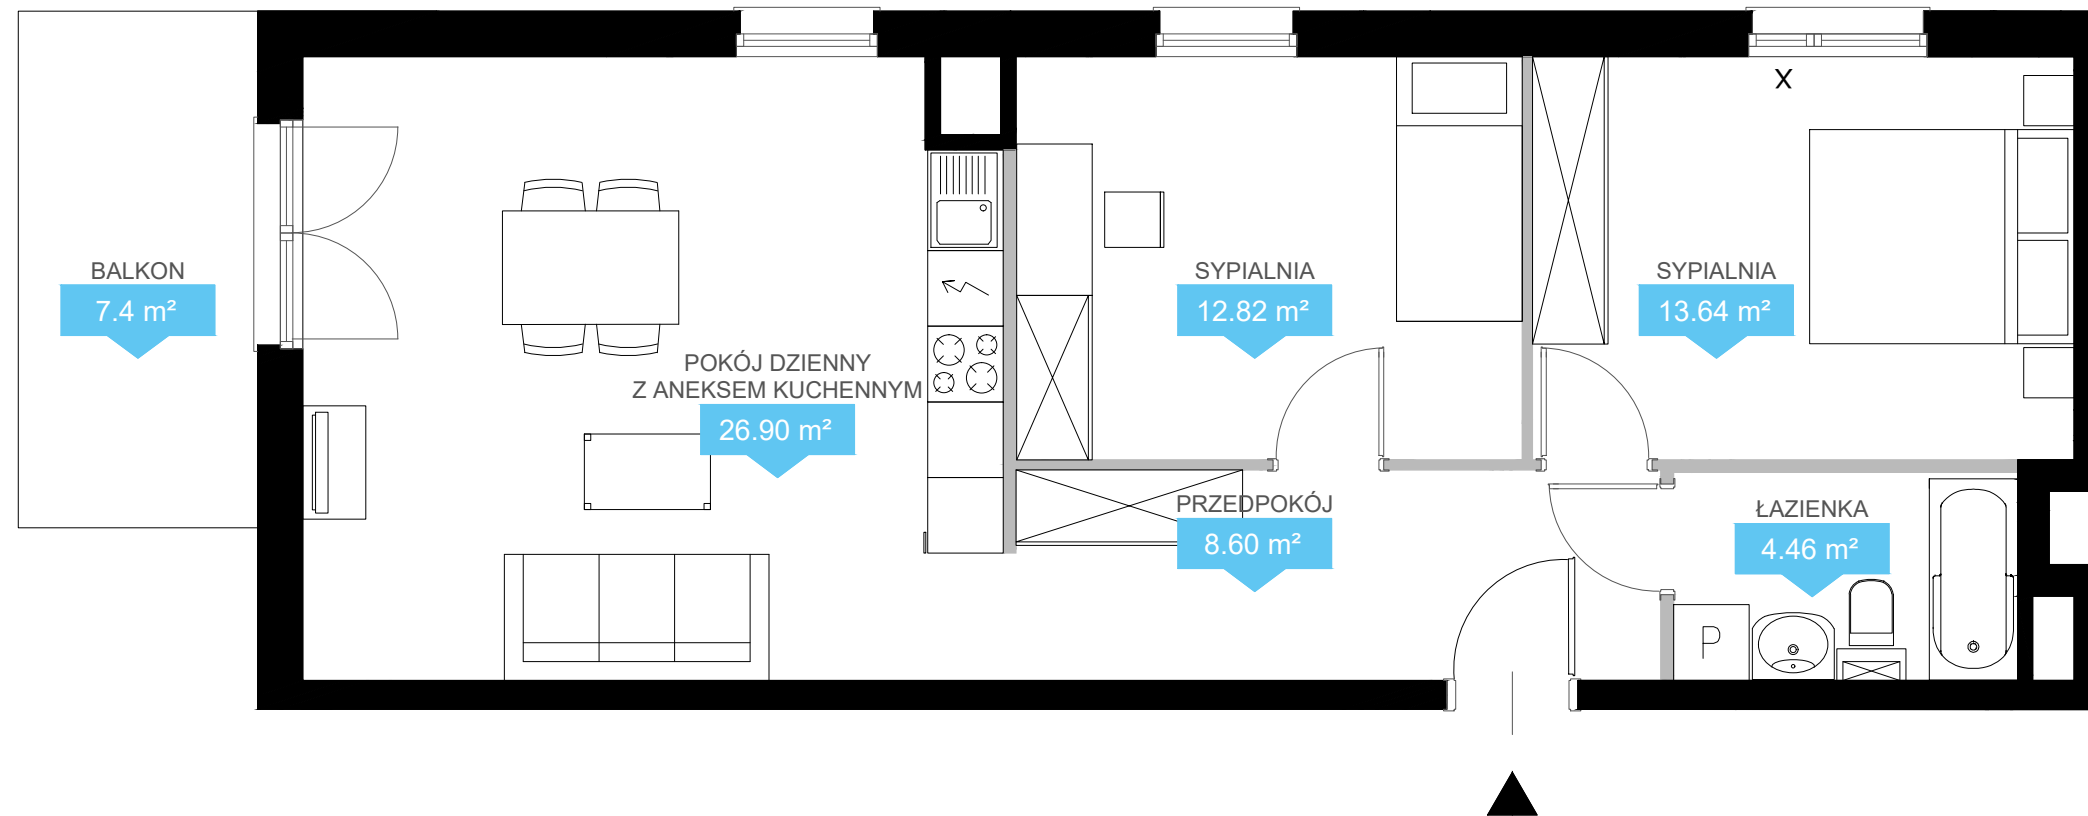 X
BALKON
7.4 m²
SYPIALNIA
12.82 m²
SYPIALNIA
13.64 m²
POKÓJ DZIENNY
Z ANEKSEM KUCHENNYM
26.90 m²
PRZEDPOKÓJ
8.60 m²
ŁAZIENKA
4.46 m²
P